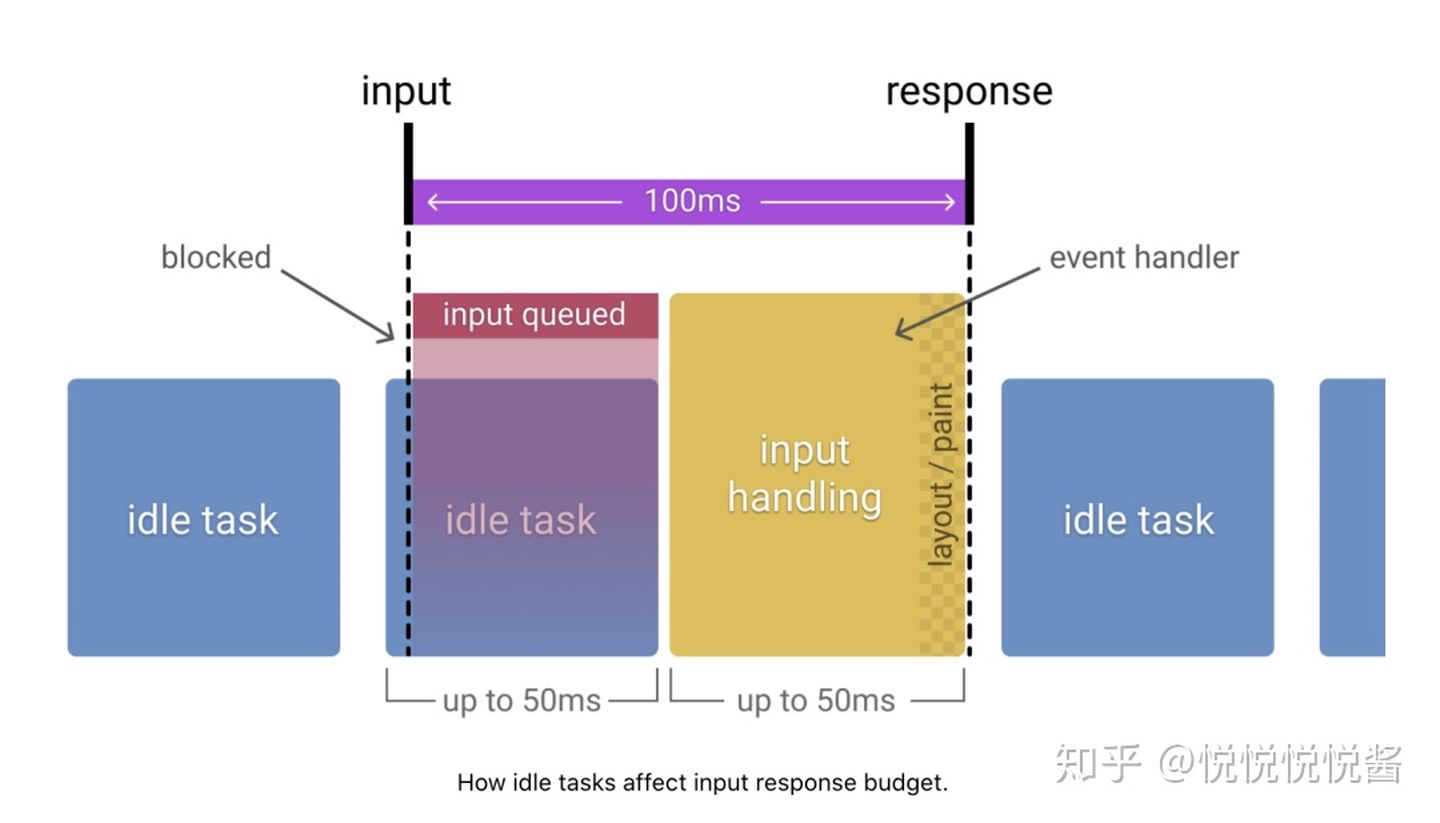 input
response
100ms
blocked
event handler
input queued
idle task
idle task
input
handling
layout / paint
idle task
up to 50ms
up to 50ms
How idle tasks affect input response budget.
知乎 @悦悦悦悦酱